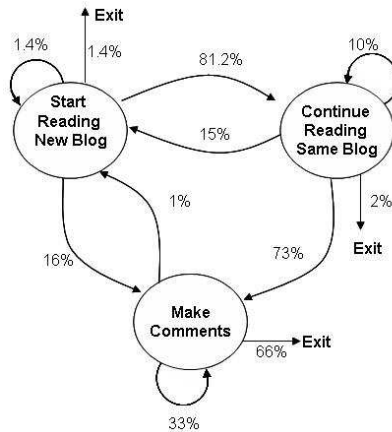 Exit
1.4%
1.4%
81.2%
10%
Start
Reading
New Blog
Continue
Reading
Same Blog
15%
1%
2%
Exit
16%
73%
Make
Comments
Exit
66%
33%